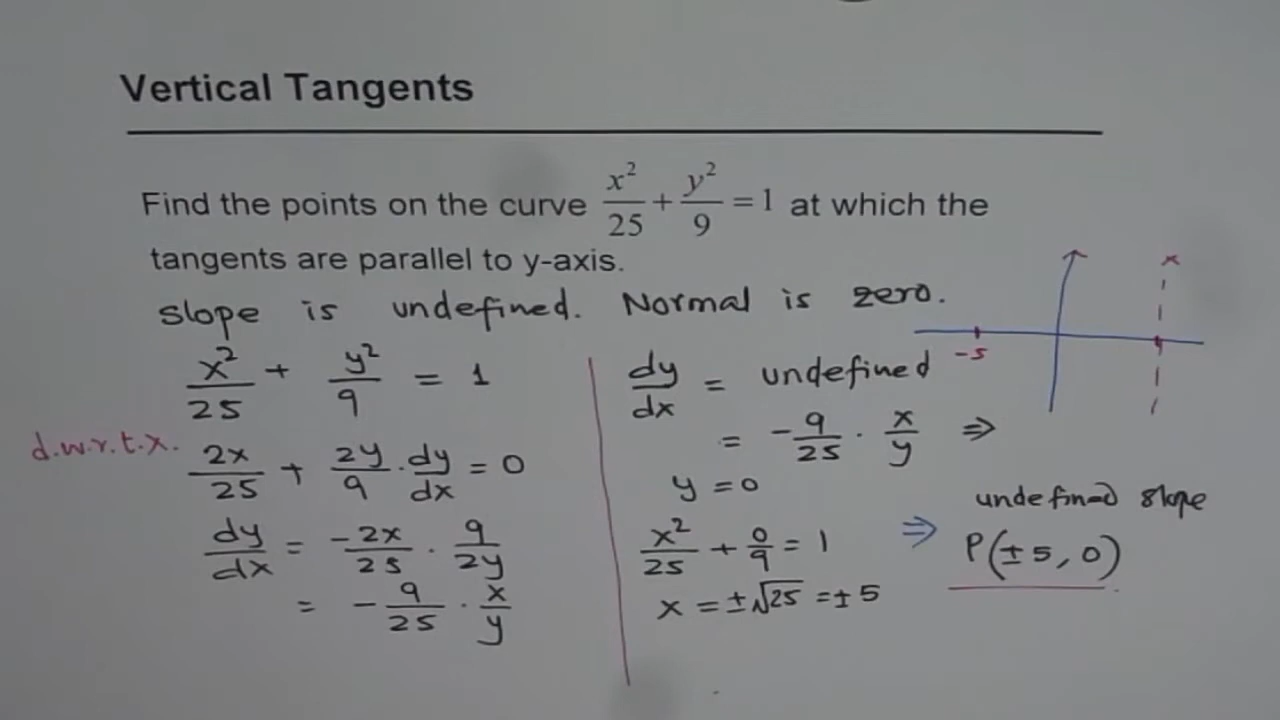 Vertical Tangents
Find the points on the curve x²/25 + y²/9 = 1 at which the
tangents are parallel to y-axis.
slope is undefined. Normal is zero.
x²/25 + y²/9 = 1
d.w.r.t.x.
2x/25 + 2y/9 · dy/dx = 0
dy/dx = -2x/25 · 9/2y
= -9/25 · x/y
dy/dx = undefined
= -9/25 · x/y ⇒
y = 0
x²/25 + 0/9 = 1
x = ±√25 = ±5
undefined slope
⇒ P(±5, 0)
-5